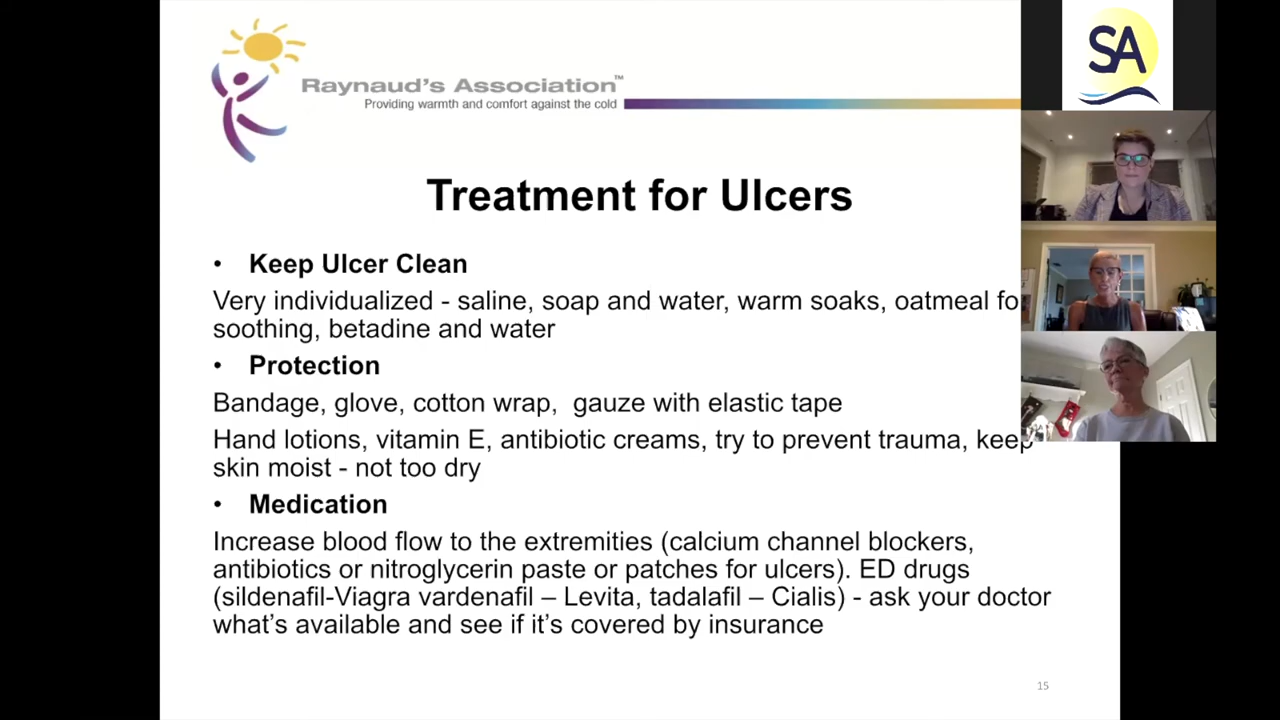 SA
Raynaud's Association™
Providing warmth and comfort against the cold
Treatment for Ulcers
• Keep Ulcer Clean
Very individualized - saline, soap and water, warm soaks, oatmeal fo
soothing, betadine and water
• Protection
Bandage, glove, cotton wrap, gauze with elastic tape
Hand lotions, vitamin E, antibiotic creams, try to prevent trauma, keep
skin moist - not too dry
• Medication
Increase blood flow to the extremities (calcium channel blockers,
antibiotics or nitroglycerin paste or patches for ulcers). ED drugs
(sildenafil-Viagra vardenafil – Levita, tadalafil – Cialis) - ask your doctor
what's available and see if it's covered by insurance
15